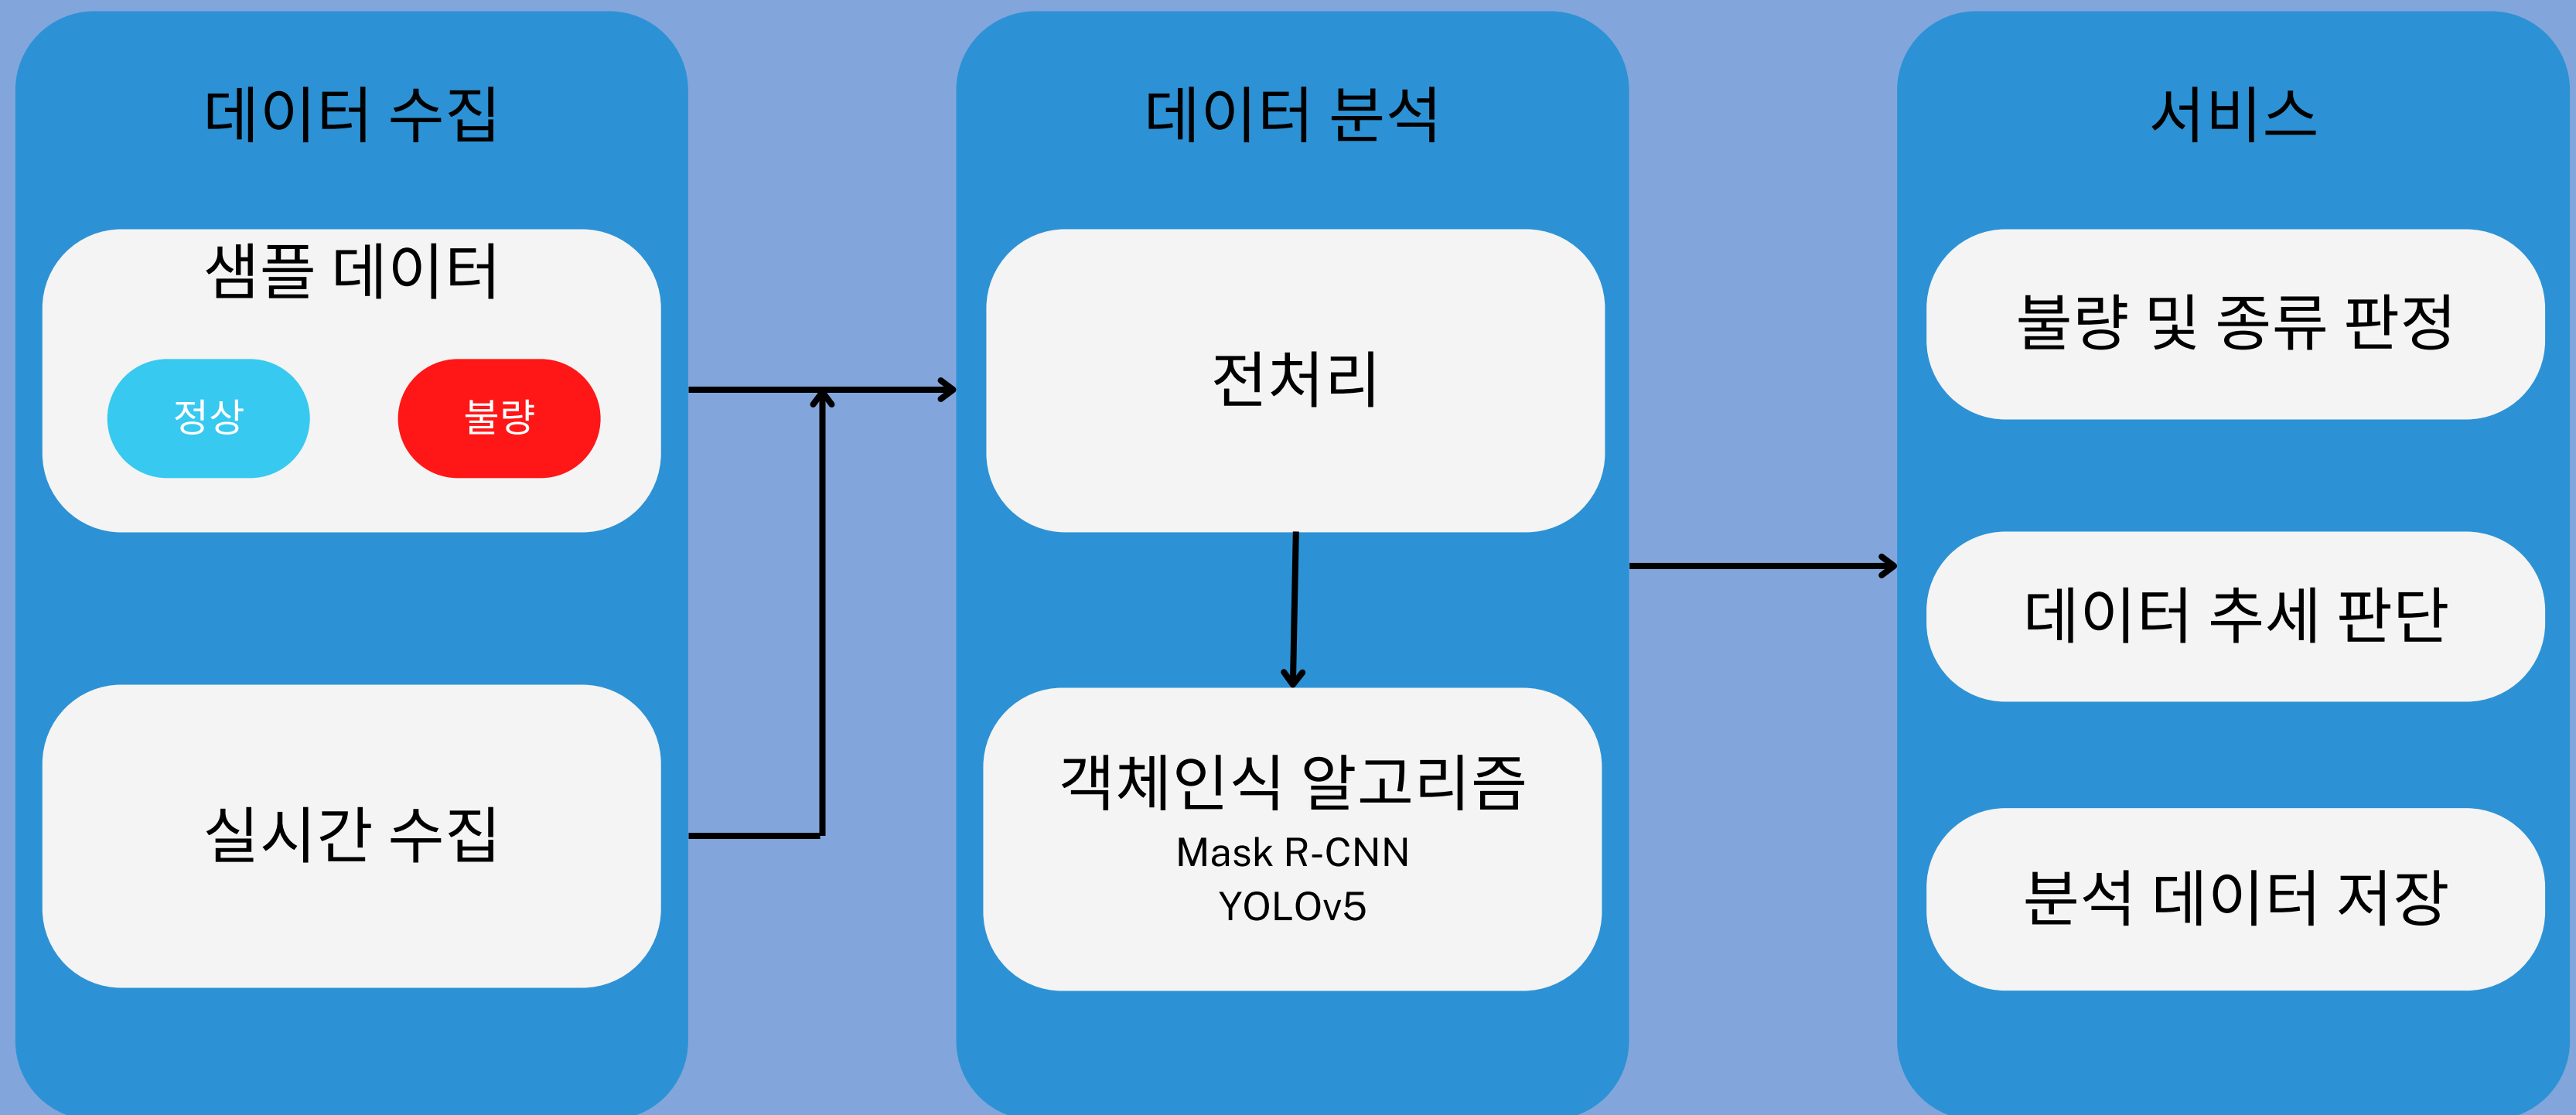 데이터 수집
샘플 데이터
정상
불량
실시간 수집
데이터 분석
전처리
객체인식 알고리즘
Mask R-CNN
YOLOv5
서비스
불량 및 종류 판정
데이터 추세 판단
분석 데이터 저장